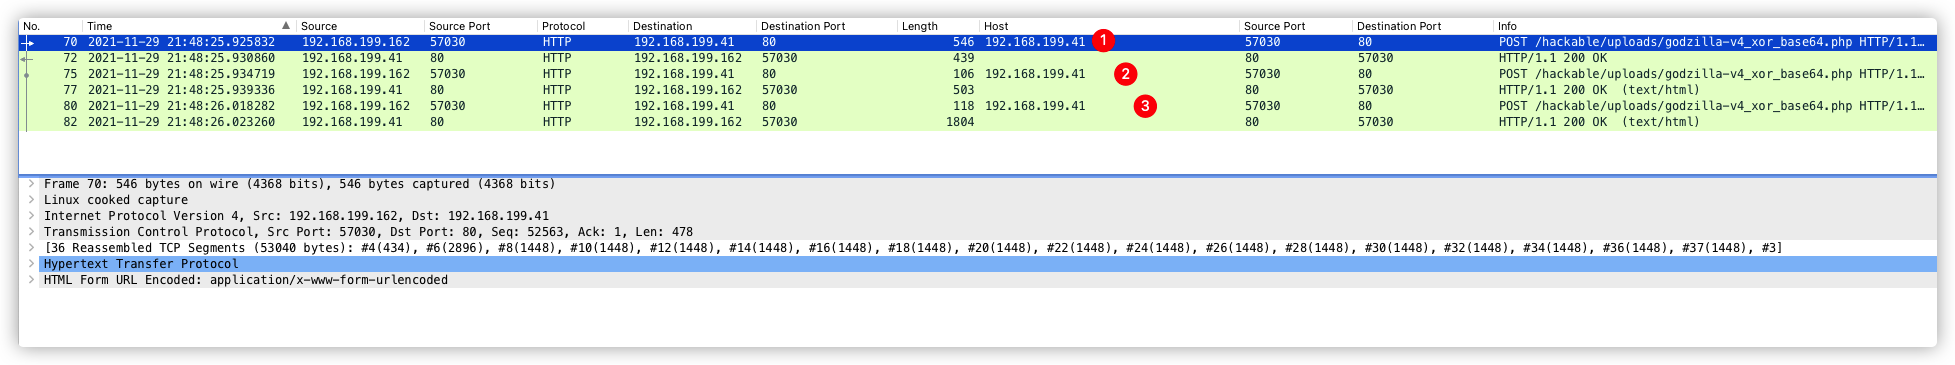 No. Time Source Source Port Protocol Destination Destination Port Length Host Source Port Destination Port Info
70 2021-11-29 21:48:25.925832 192.168.199.162 57030 HTTP 192.168.199.41 80 546 192.168.199.41 1 57030 80 POST /hackable/uploads/godzilla-v4_xor_base64.php HTTP/1.1…
72 2021-11-29 21:48:25.930860 192.168.199.41 80 HTTP 192.168.199.162 57030 439 80 57030 HTTP/1.1 200 OK
75 2021-11-29 21:48:25.934719 192.168.199.162 57030 HTTP 192.168.199.41 80 106 192.168.199.41 2 57030 80 POST /hackable/uploads/godzilla-v4_xor_base64.php HTTP/1.1…
77 2021-11-29 21:48:25.939336 192.168.199.41 80 HTTP 192.168.199.162 57030 503 80 57030 HTTP/1.1 200 OK (text/html)
80 2021-11-29 21:48:26.018282 192.168.199.162 57030 HTTP 192.168.199.41 80 118 192.168.199.41 3 57030 80 POST /hackable/uploads/godzilla-v4_xor_base64.php HTTP/1.1…
82 2021-11-29 21:48:26.023260 192.168.199.41 80 HTTP 192.168.199.162 57030 1804 80 57030 HTTP/1.1 200 OK (text/html)
Frame 70: 546 bytes on wire (4368 bits), 546 bytes captured (4368 bits)
Linux cooked capture
Internet Protocol Version 4, Src: 192.168.199.162, Dst: 192.168.199.41
Transmission Control Protocol, Src Port: 57030, Dst Port: 80, Seq: 52563, Ack: 1, Len: 478
[36 Reassembled TCP Segments (53040 bytes): #4(434), #6(2896), #8(1448), #10(1448), #12(1448), #14(1448), #16(1448), #18(1448), #20(1448), #22(1448), #24(1448), #26(1448), #28(1448), #30(1448), #32(1448), #34(1448), #36(1448), #37(1448), #3]
Hypertext Transfer Protocol
HTML Form URL Encoded: application/x-www-form-urlencoded